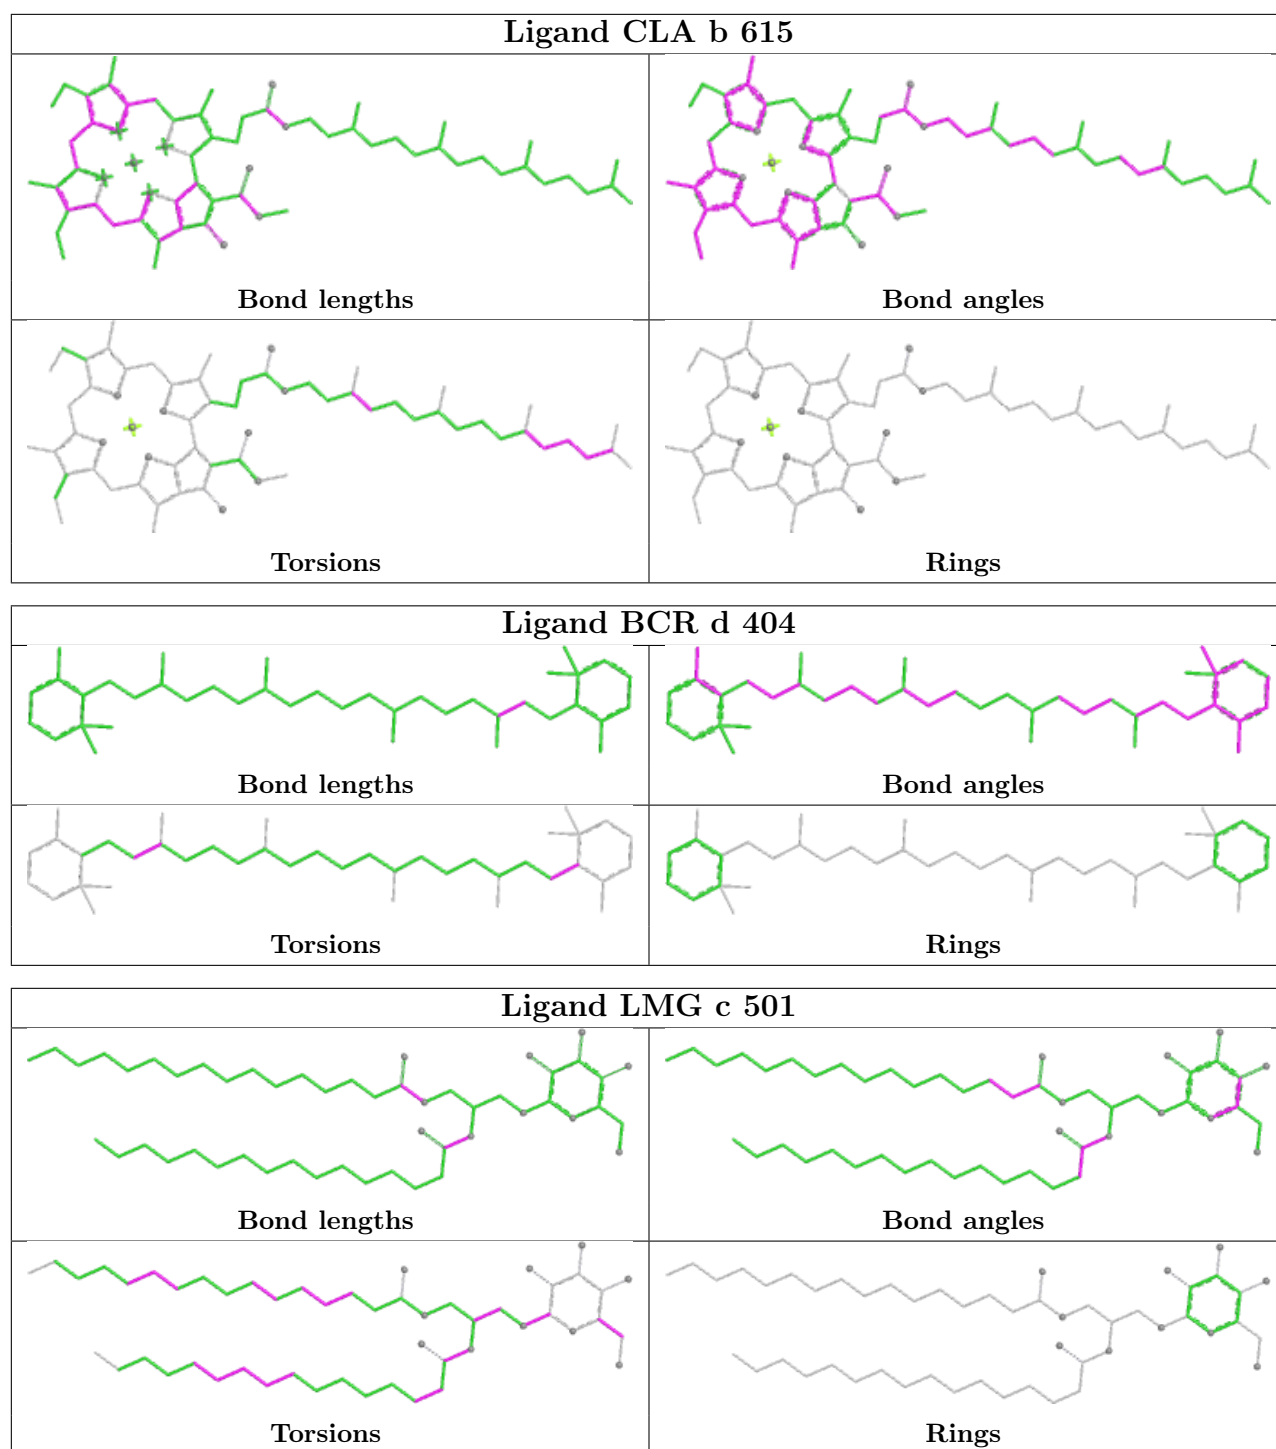 Ligand CLA b 615
Bond lengths
Bond angles
Torsions
Rings
Ligand BCR d 404
Bond lengths
Bond angles
Torsions
Rings
Ligand LMG c 501
Bond lengths
Bond angles
Torsions
Rings